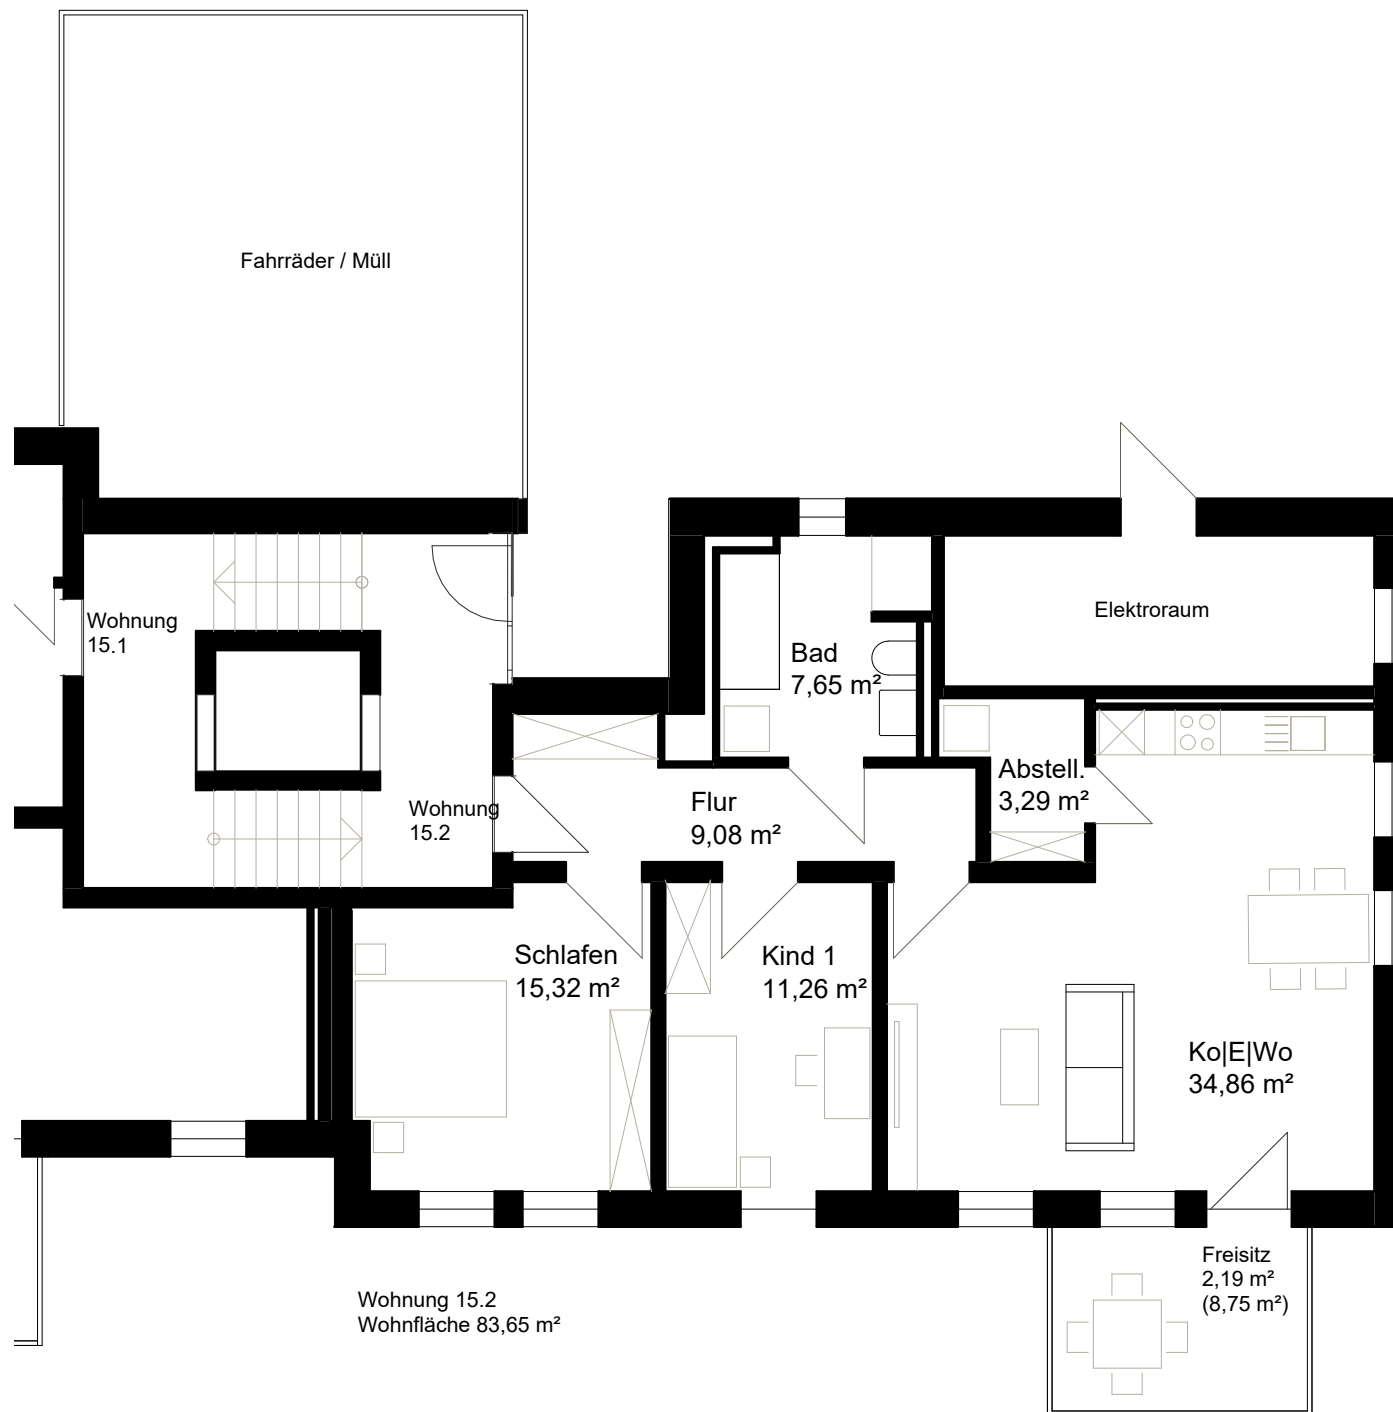 Fahrräder / Müll
Wohnung
15.1
Elektroraum
Bad
7,65 m²
Abstell.
3,29 m²
Flur
9,08 m²
Wohnung
15.2
Schlafen
15,32 m²
Kind 1
11,26 m²
Ko|E|Wo
34,86 m²
Freisitz
2,19 m²
(8,75 m²)
Wohnung 15.2
Wohnfläche 83,65 m²